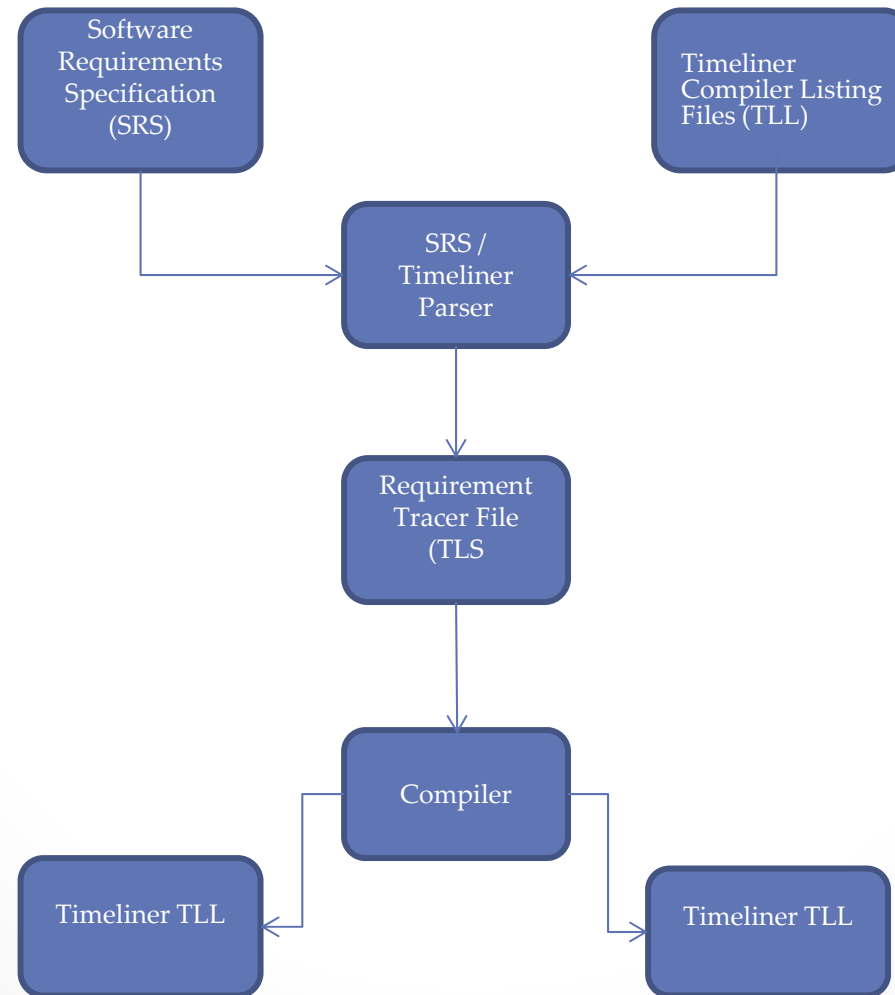 Software
Requirements
Specification
(SRS)
Timeliner
Compiler Listing
Files (TLL)
SRS /
Timeliner
Parser
Requirement
Tracer File
(TLS
Compiler
Timeliner TLL
Timeliner TLL